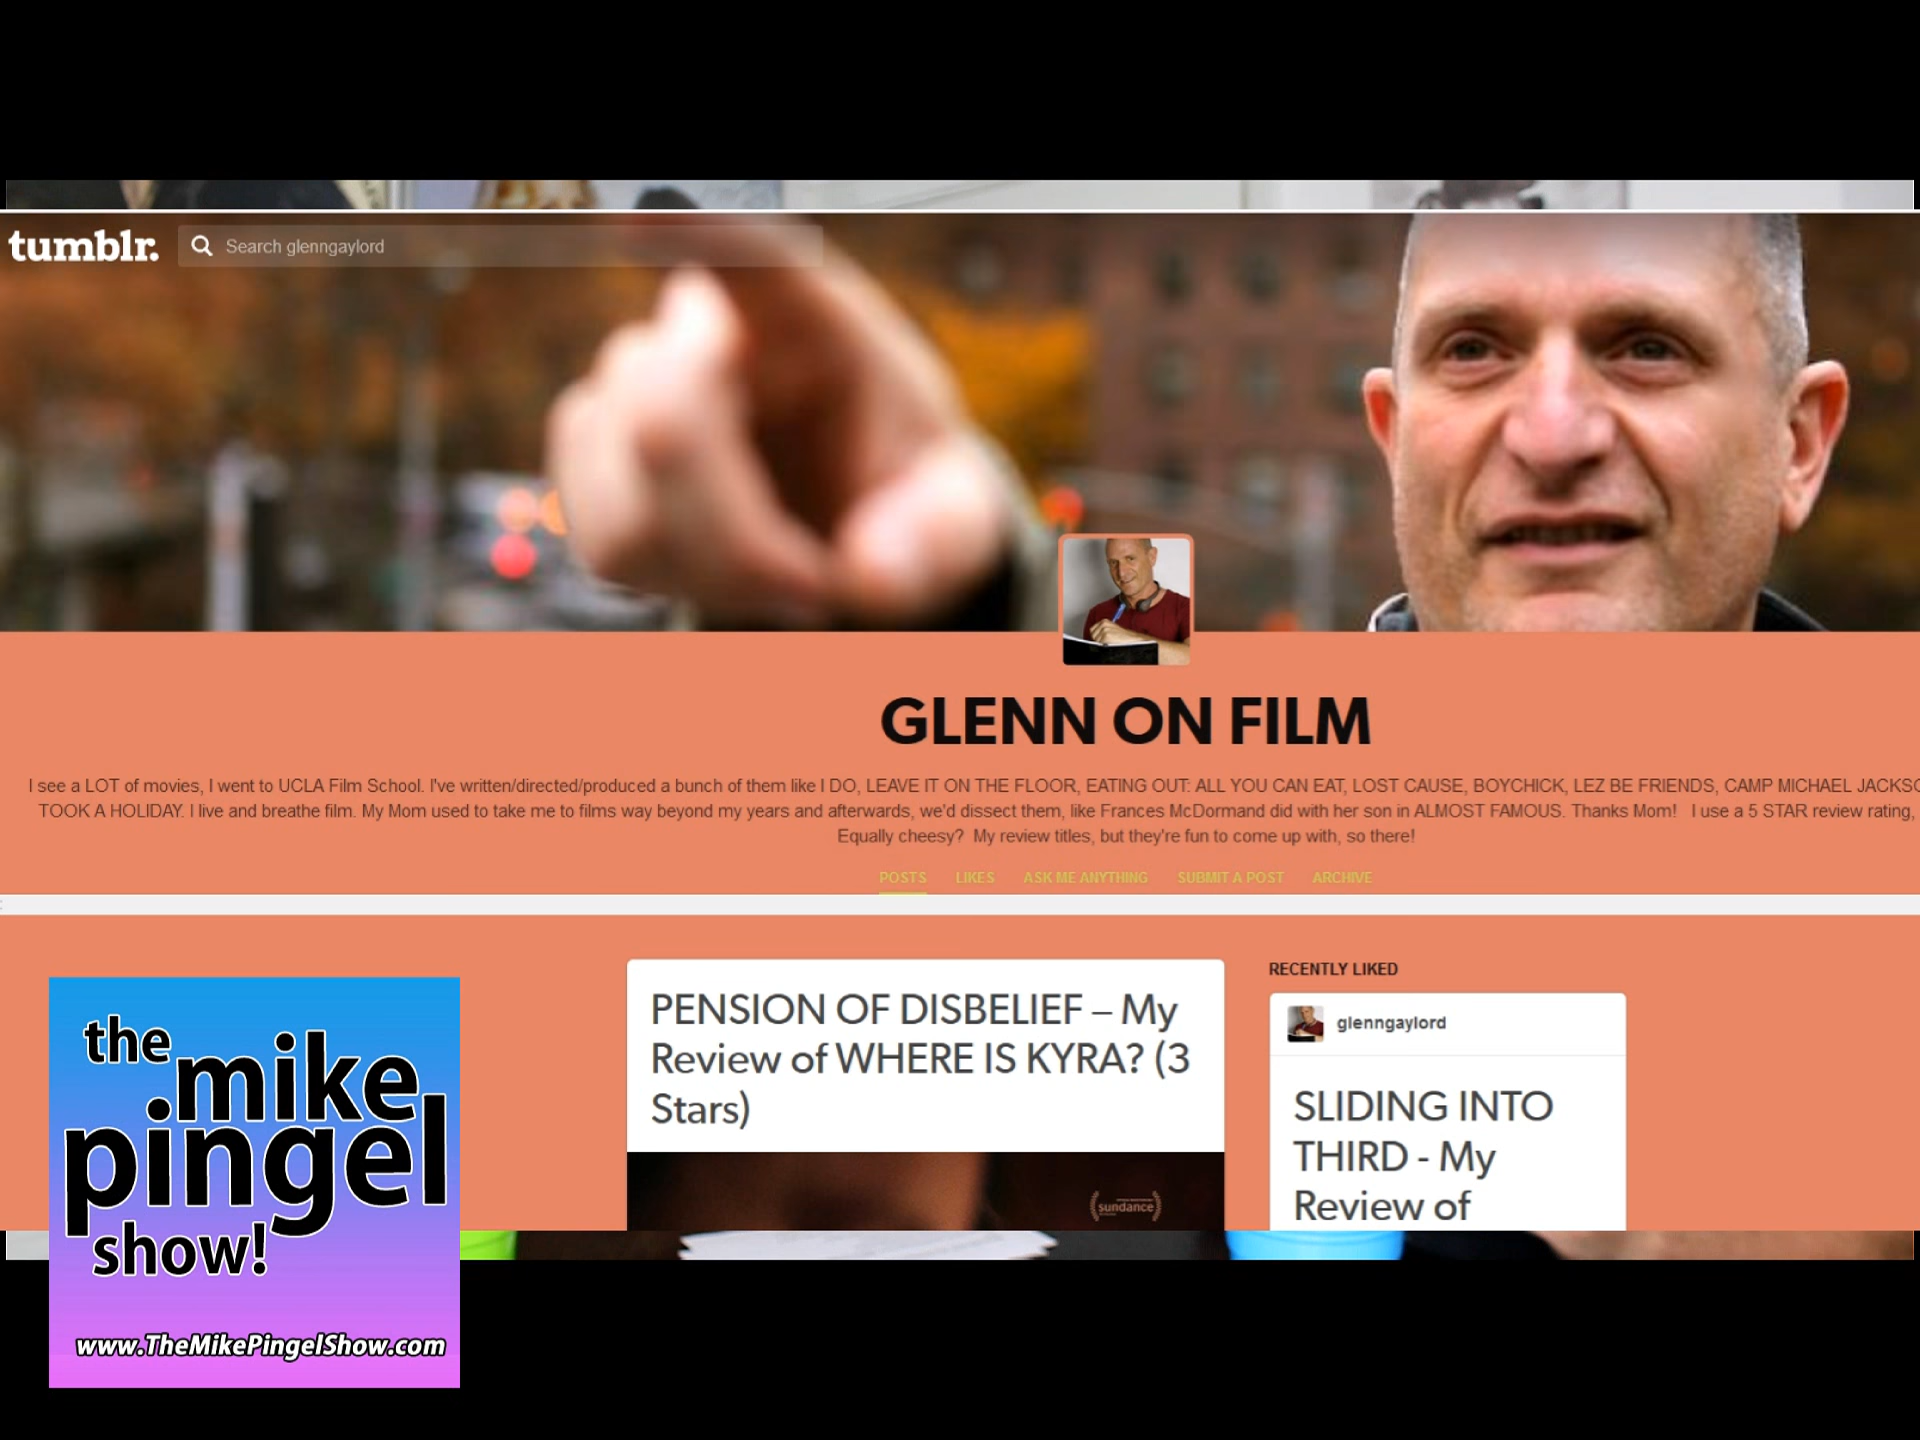 tumblr.
Search glenngaylord
GLENN ON FILM
I see a LOT of movies, I went to UCLA Film School. I've written/directed/produced a bunch of them like I DO, LEAVE IT ON THE FLOOR, EATING OUT: ALL YOU CAN EAT, LOST CAUSE, BOYCHICK, LEZ BE FRIENDS, CAMP MICHAEL JACKSO
TOOK A HOLIDAY. I live and breathe film. My Mom used to take me to films way beyond my years and afterwards, we'd dissect them, like Frances McDormand did with her son in ALMOST FAMOUS. Thanks Mom!   I use a 5 STAR review rating,
Equally cheesy?  My review titles, but they're fun to come up with, so there!
POSTS LIKES ASK ME ANYTHING SUBMIT A POST ARCHIVE
PENSION OF DISBELIEF – My
Review of WHERE IS KYRA? (3
Stars)
sundance
RECENTLY LIKED
glenngaylord
SLIDING INTO
THIRD - My
Review of
the
mike
pingel
show!
www.TheMikePingelShow.com